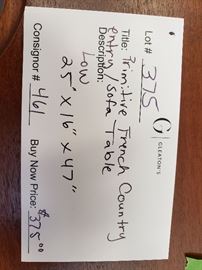 Lot # 375
G
GLEATON'S
Title: Primitive French Country
entry/sofa Table
Description:
Low
25" x 16" x 47"
Consignor # 461 Buy Now Price: $375.00